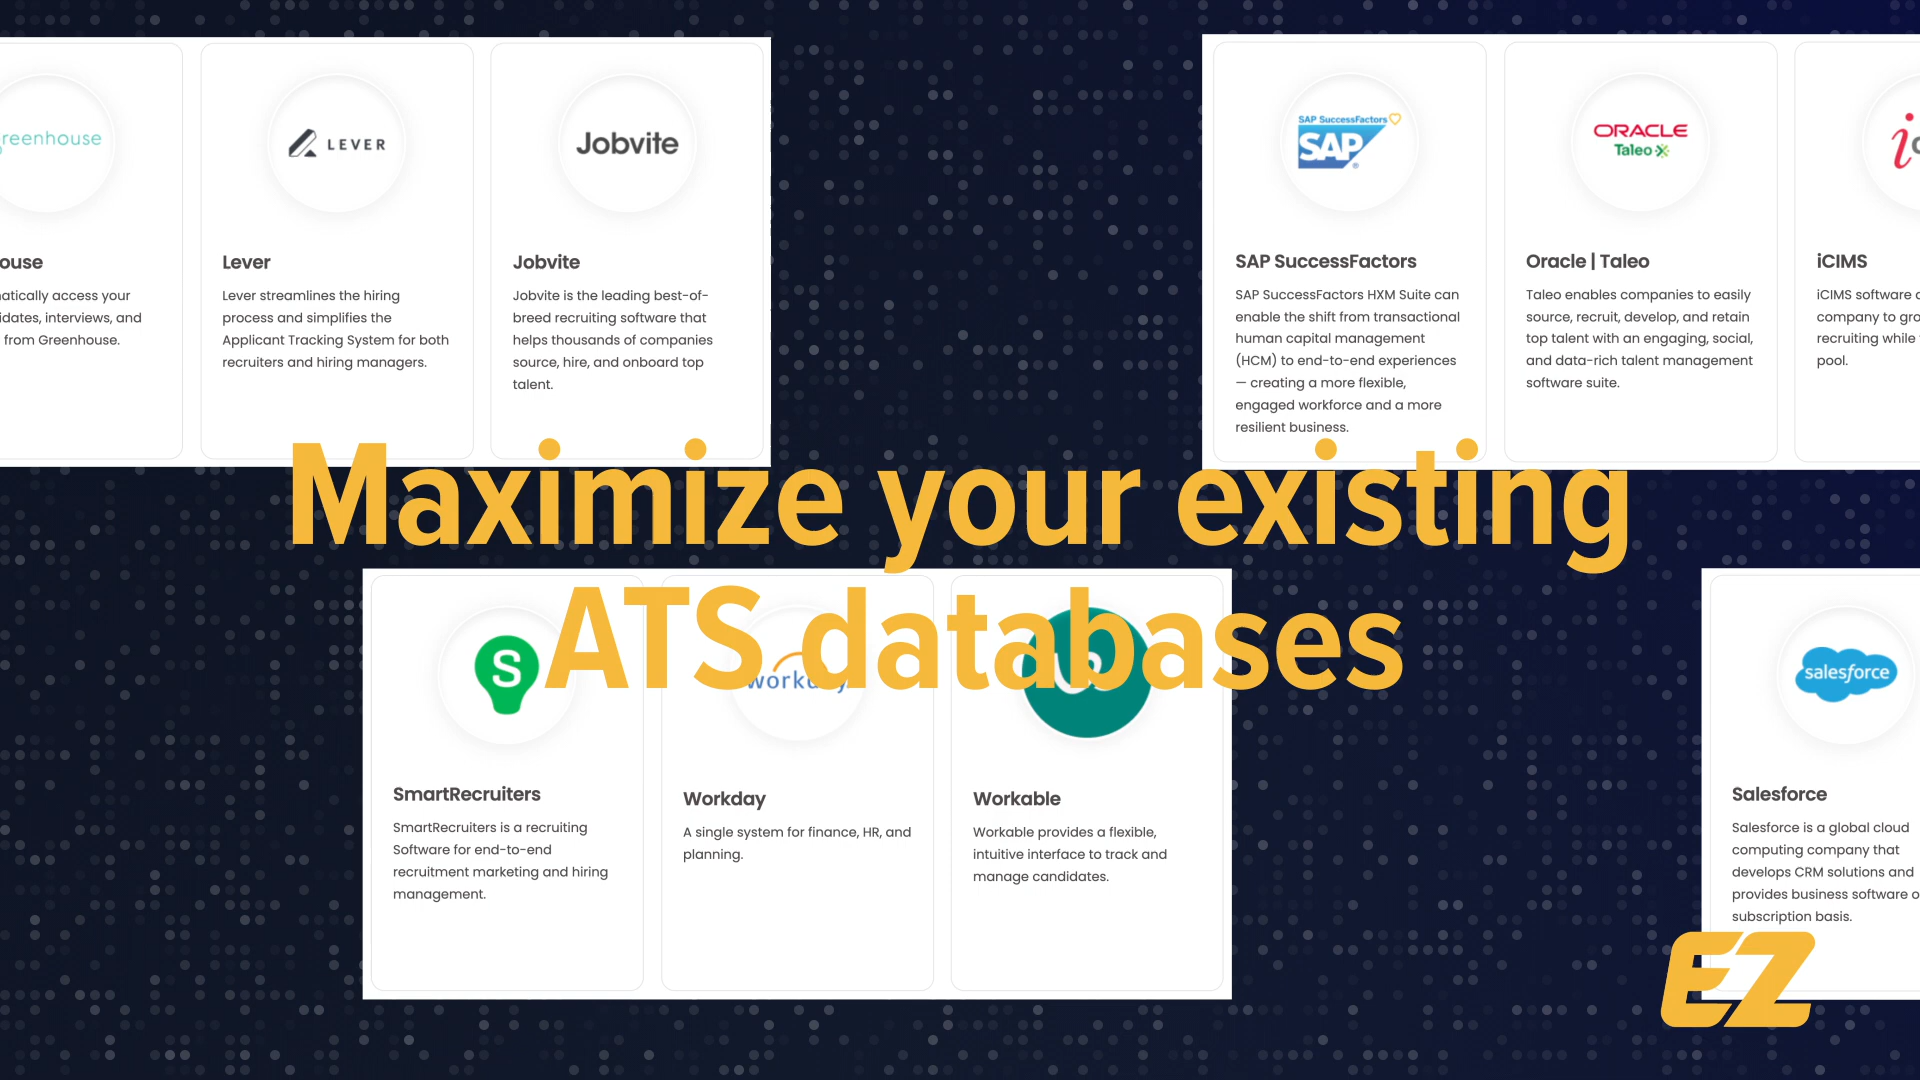 reenhouse
ouse
atically access your
idates, interviews, and
from Greenhouse.
LEVER
Lever
Lever streamlines the hiring
process and simplifies the
Applicant Tracking System for both
recruiters and hiring managers.
Jobvite
Jobvite
Jobvite is the leading best-of-
breed recruiting software that
helps thousands of companies
source, hire, and onboard top
talent.
SAP SuccessFactors
SAP
SAP SuccessFactors
SAP SuccessFactors HXM Suite can
enable the shift from transactional
human capital management
(HCM) to end-to-end experiences
— creating a more flexible,
engaged workforce and a more
resilient business.
ORACLE
Taleo
Oracle | Taleo
Taleo enables companies to easily
source, recruit, develop, and retain
top talent with an engaging, social,
and data-rich talent management
software suite.
iCIMS
iCIMS software
company to gro
recruiting while
pool.
Maximize your existing
ATS databases
S
SmartRecruiters
SmartRecruiters is a recruiting
Software for end-to-end
recruitment marketing and hiring
management.
workday
Workday
A single system for finance, HR, and
planning.
Workable
Workable provides a flexible,
intuitive interface to track and
manage candidates.
salesforce
Salesforce
Salesforce is a global cloud
computing company that
develops CRM solutions and
provides business software o
subscription basis.
EZ